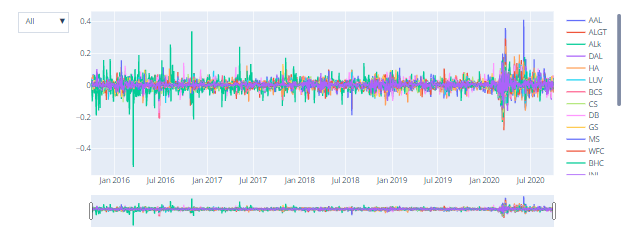 All ▼
0.4
0.2
0
−0.2
−0.4
Jan 2016 Jul 2016 Jan 2017 Jul 2017 Jan 2018 Jul 2018 Jan 2019 Jul 2019 Jan 2020 Jul 2020
AAL
ALGT
ALk
DAL
HA
LUV
BCS
CS
DB
GS
MS
WFC
BHC